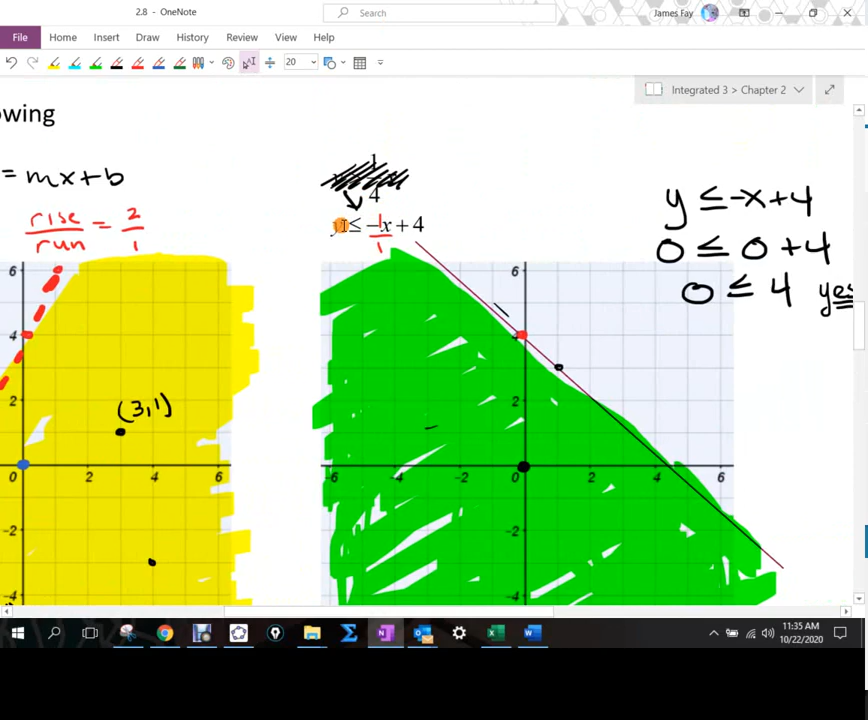 2.8 - OneNote
Search
James Fay
File Home Insert Draw History Review View Help
20
Integrated 3 > Chapter 2
owing
= mx+b
rise
run
= 2
1
(3,1)
6
4
2
0 2 4 6
-2
-4
4
y ≤ -x + 4
1
1
6
4
2
-6 -4 -2 0 2 4 6
-2
-4
y ≤ -x+4
0 ≤ 0 +4
0 ≤ 4 yes
11:35 AM
10/22/2020